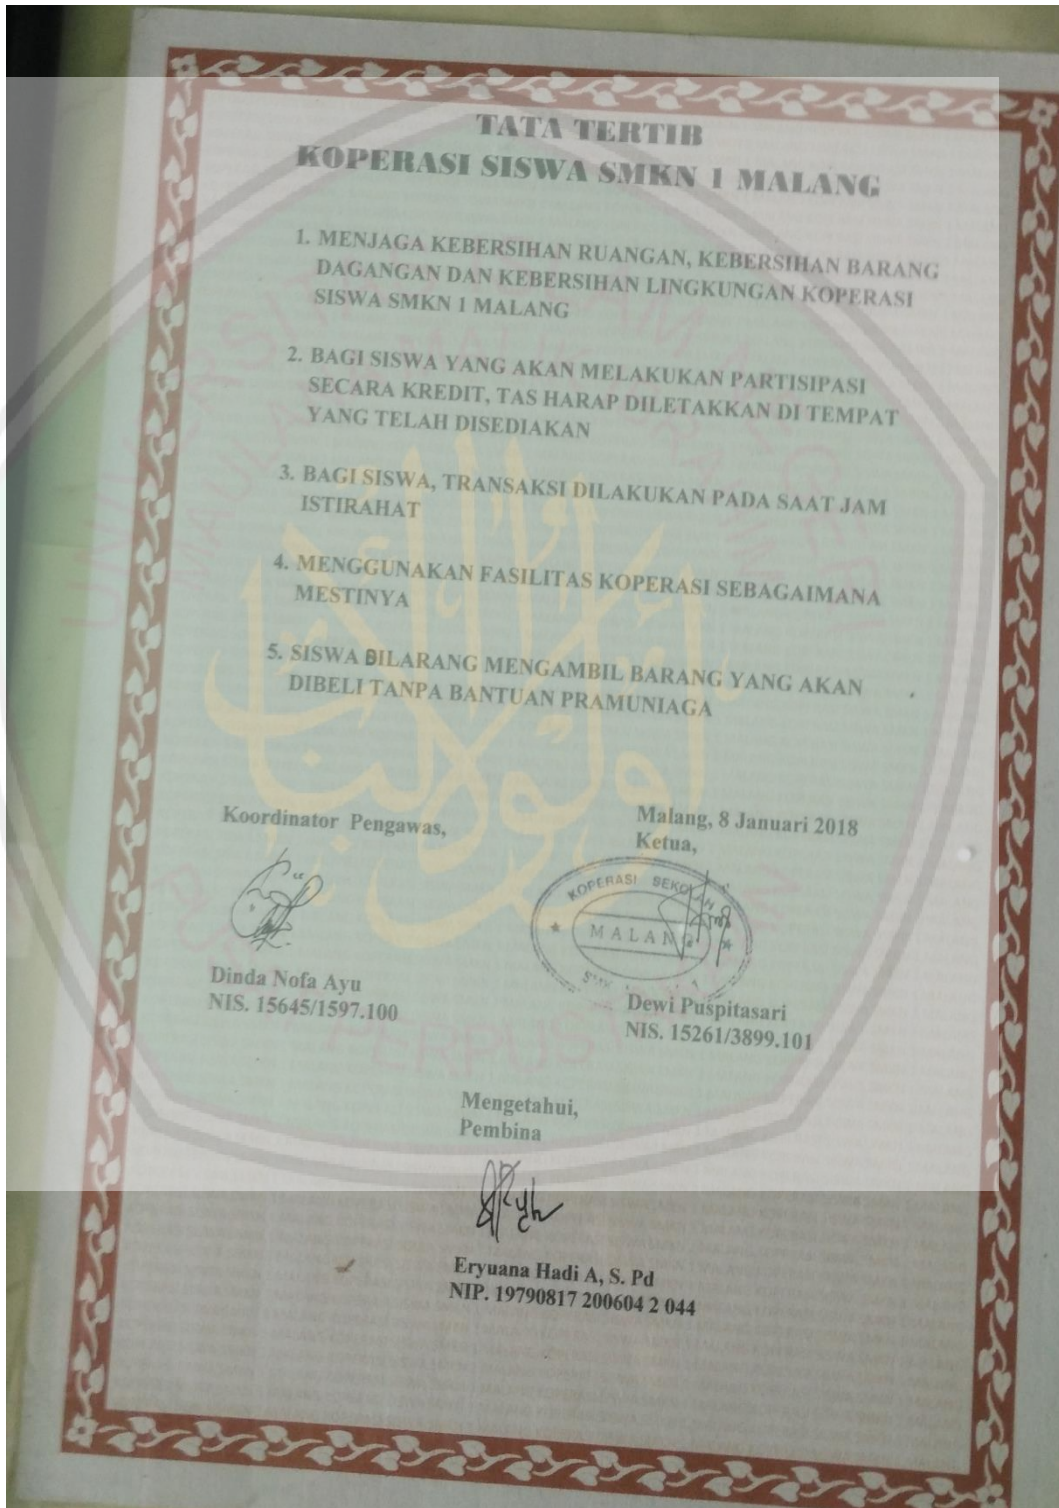 TATA TERTIB
KOPERASI SISWA SMKN 1 MALANG
1. MENJAGA KEBERSIHAN RUANGAN, KEBERSIHAN BARANG
DAGANGAN DAN KEBERSIHAN LINGKUNGAN KOPERASI
SISWA SMKN 1 MALANG
2. BAGI SISWA YANG AKAN MELAKUKAN PARTISIPASI
SECARA KREDIT, TAS HARAP DILETAKKAN DI TEMPAT
YANG TELAH DISEDIAKAN
3. BAGI SISWA, TRANSAKSI DILAKUKAN PADA SAAT JAM
ISTIRAHAT
4. MENGGUNAKAN FASILITAS KOPERASI SEBAGAIMANA
MESTINYA
5. SISWA DILARANG MENGAMBIL BARANG YANG AKAN
DIBELI TANPA BANTUAN PRAMUNIAGA
Koordinator Pengawas,
Malang, 8 Januari 2018
Ketua,
KOPERASI
MALANG
Dinda Nofa Ayu
NIS. 15645/1597.100
Dewi Puspitasari
NIS. 15261/3899.101
Mengetahui,
Pembina
Eryuana Hadi A, S. Pd
NIP. 19790817 200604 2 044